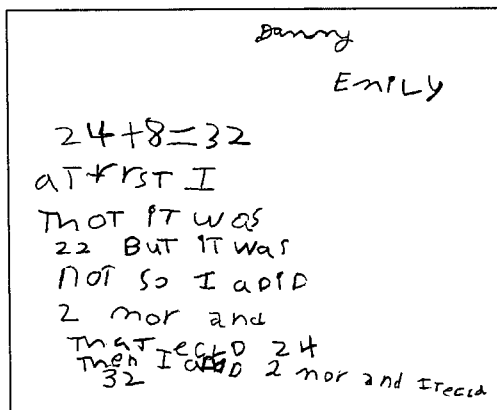 Danny
EmiLy
24+8=32
aT frsT I
ThoT iT was
22 BuT iT was
noT so I aDiD
2 mor and
ThaT ecLD 24
Then I aDD 2 mor and ITecld
32